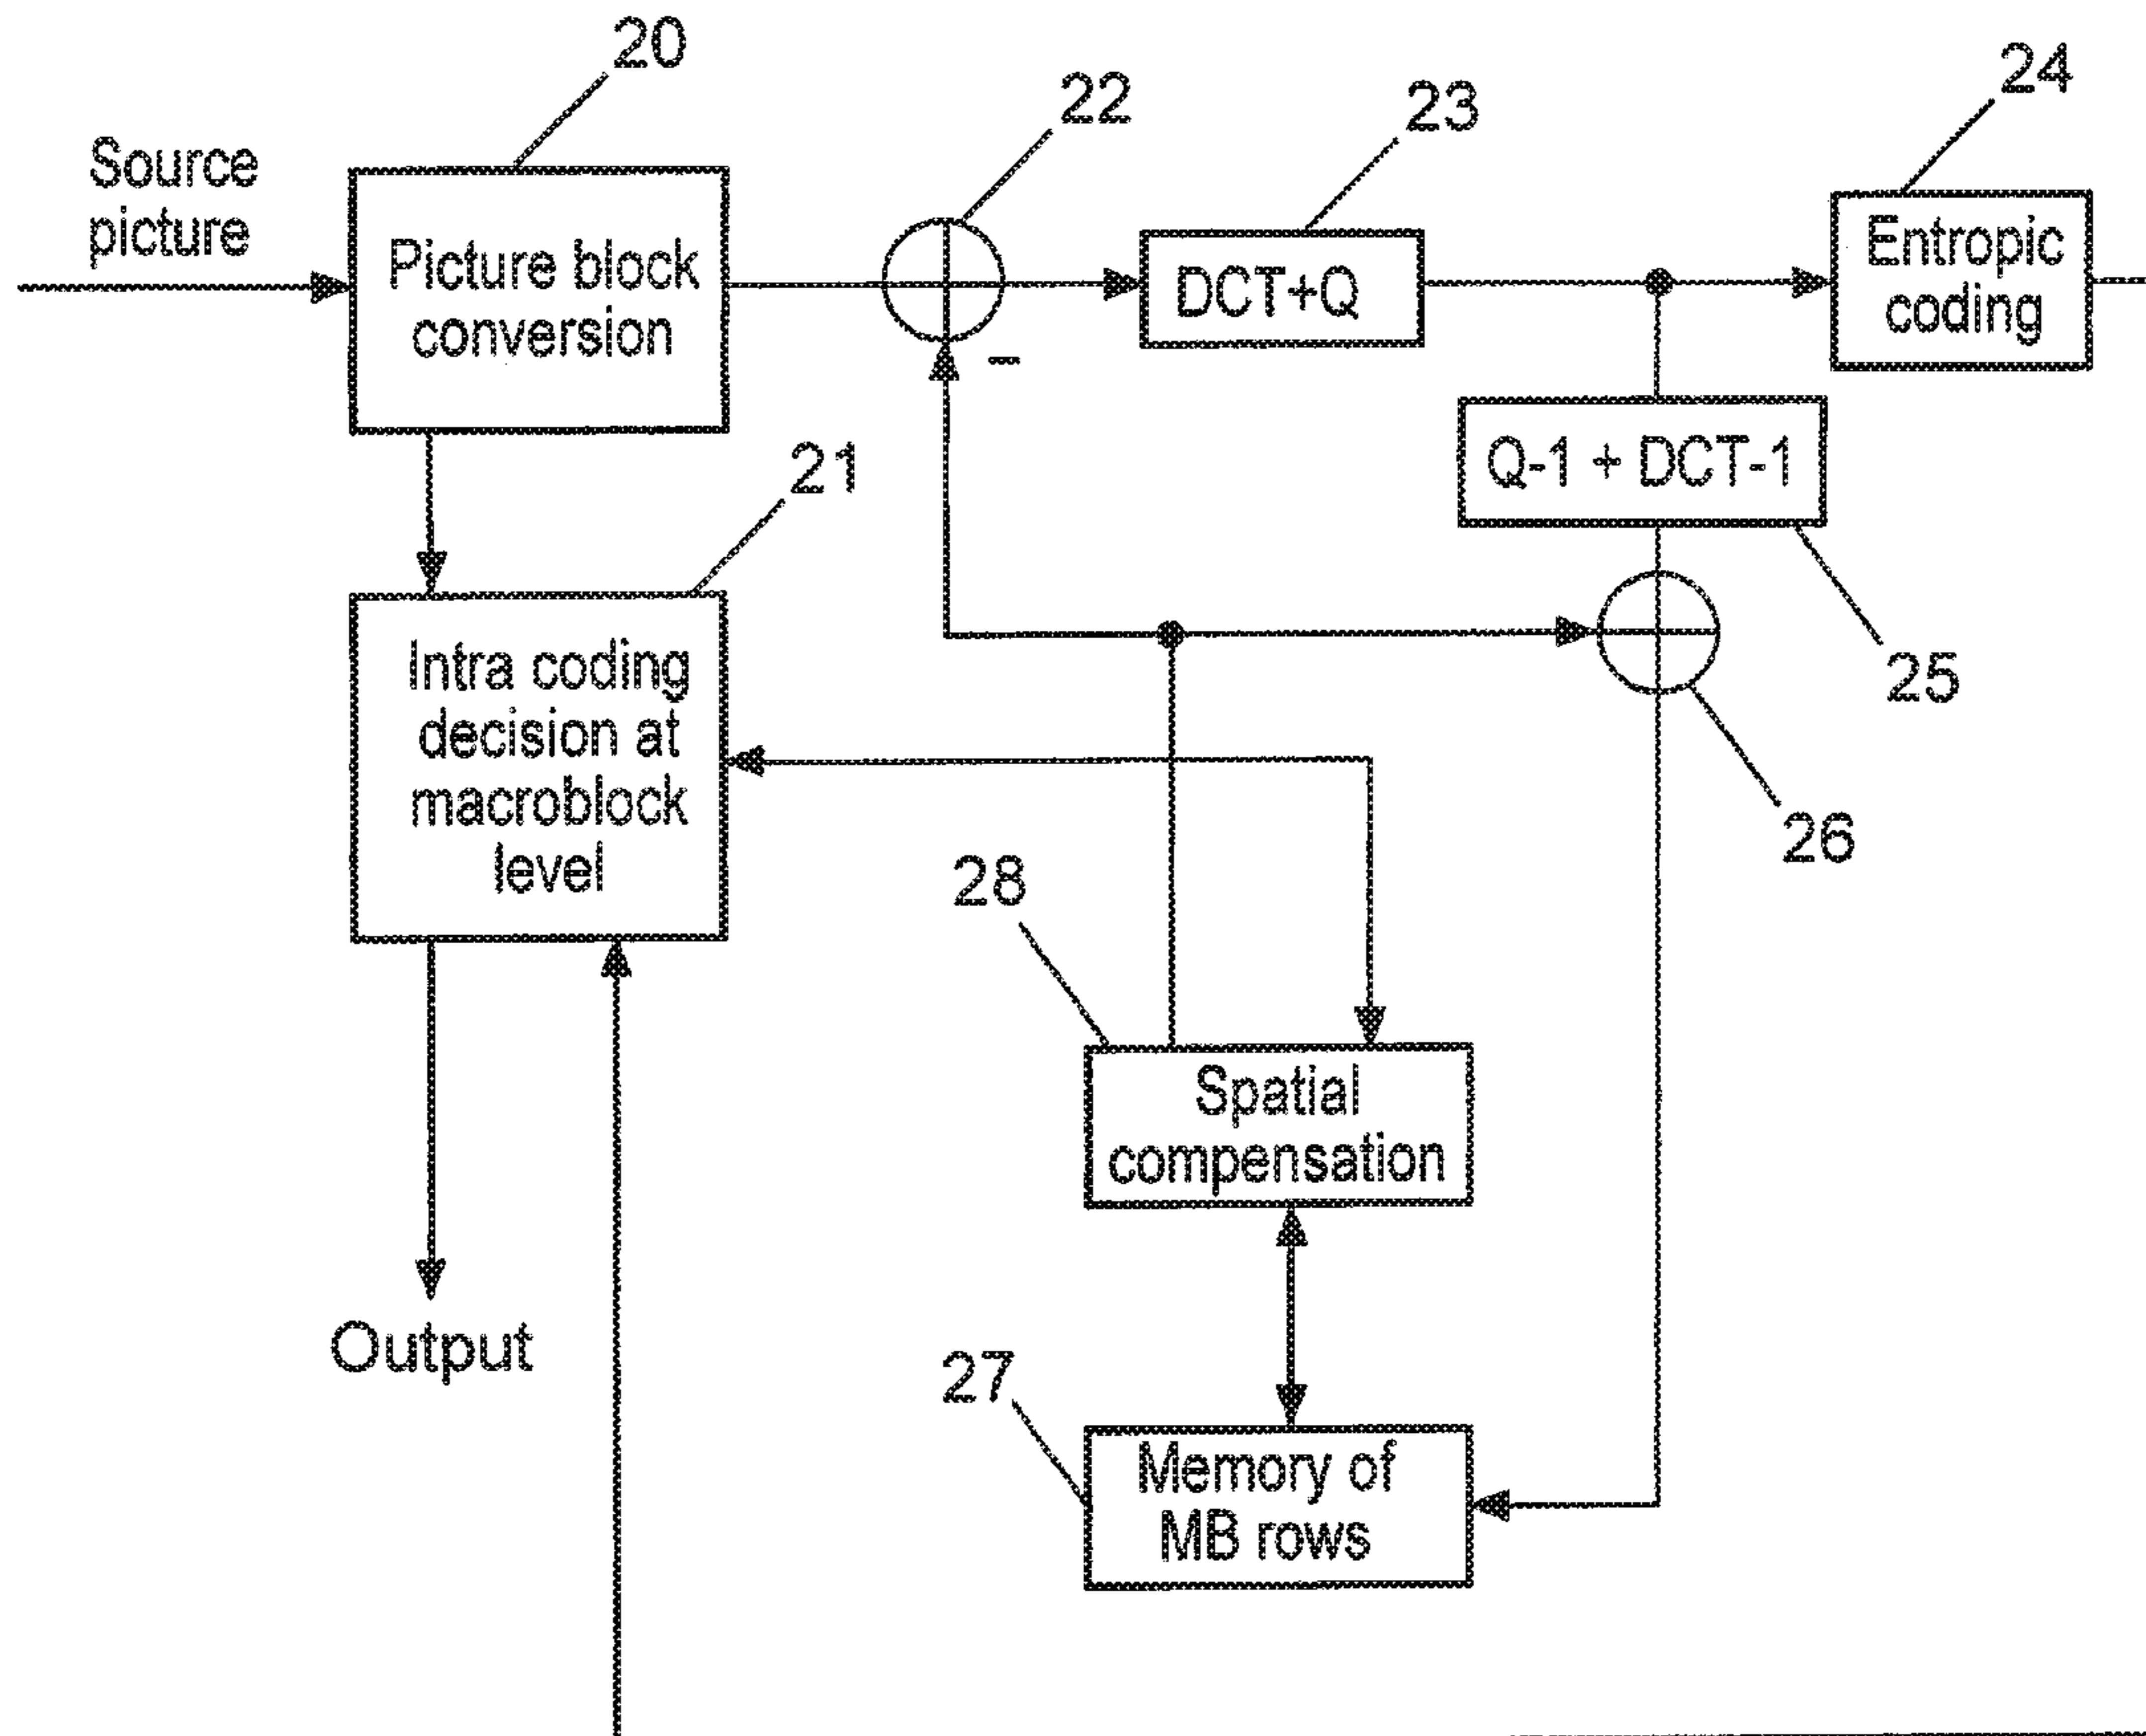 20
22
23
24
Source
picture
Picture block
conversion
DCT+Q
Entropic
coding
-
Q-1 + DCT-1
21
25
Intra coding
decision at
macroblock
level
26
28
Spatial
compensation
Output
27
Memory of
MB rows